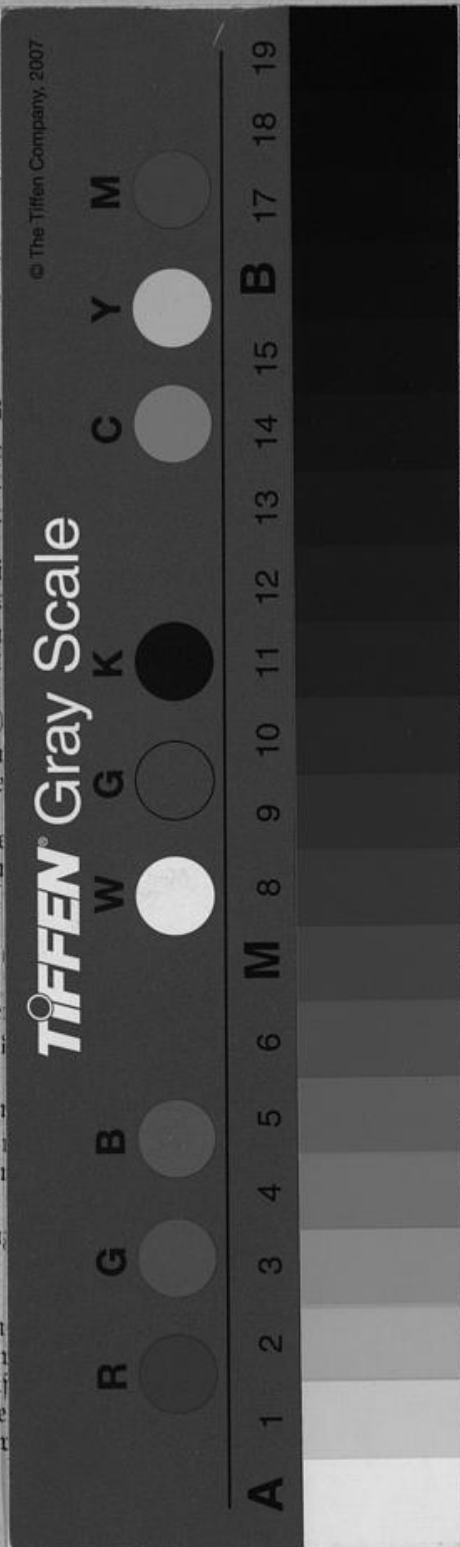 TIFFEN® Gray Scale
© The Tiffen Company, 2007
R G B W G K C Y M
A 1 2 3 4 5 6 M 8 9 10 11 12 13 14 15 B 17 18 19